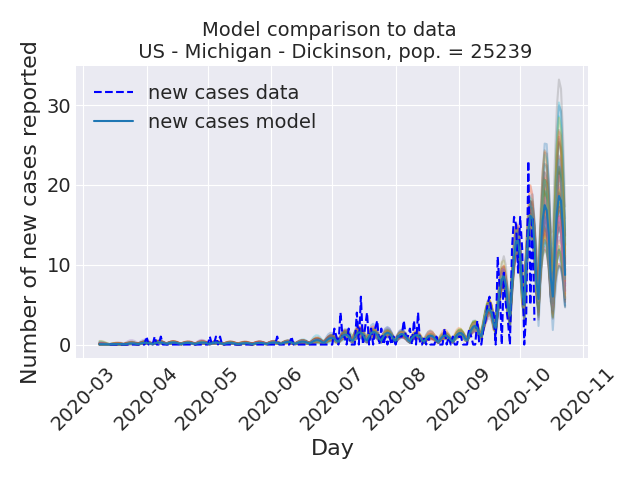 Model comparison to data
US - Michigan - Dickinson, pop. = 25239
Number of new cases reported
30
20
10
0
new cases data
new cases model
2020-03
2020-04
2020-05
2020-06
2020-07
2020-08
2020-09
2020-10
2020-11
Day